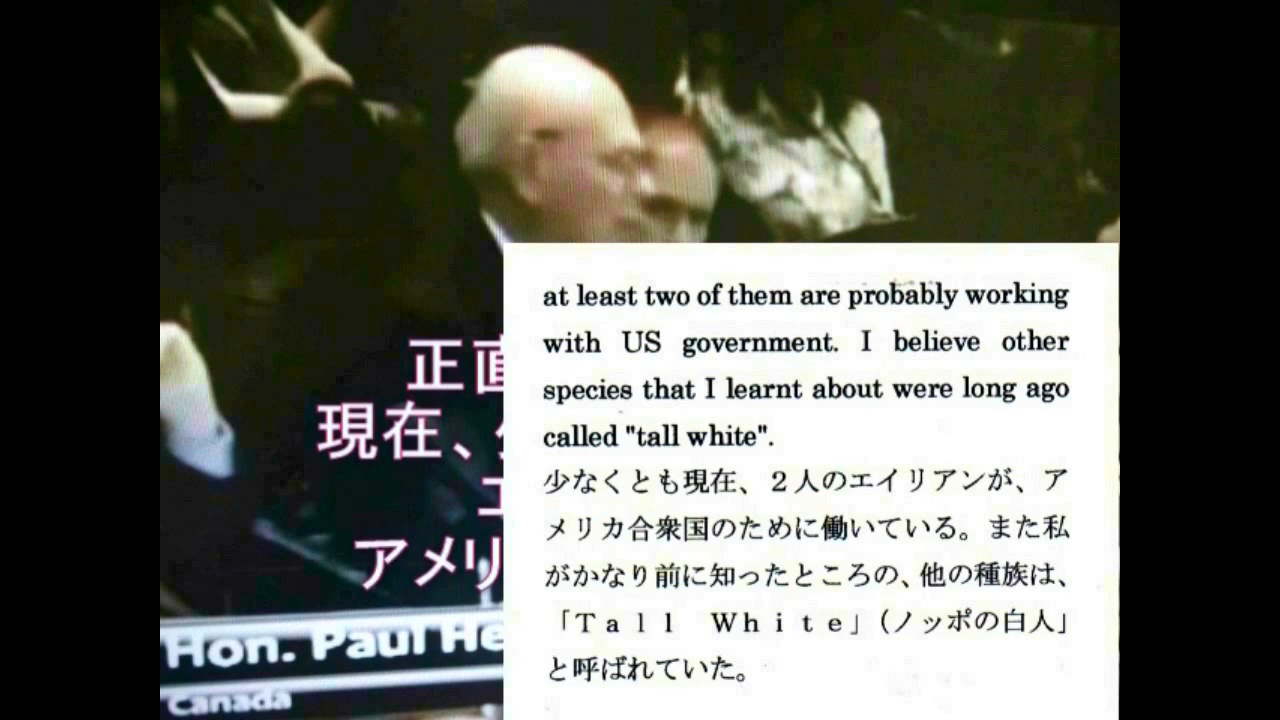 at least two of them are probably working
with US government. I believe other
species that I learnt about were long ago
called "tall white".
少なくとも現在、２人のエイリアンが、ア
メリカ合衆国のために働いている。また私
がかなり前に知ったところの、他の種族は、
「Ｔａｌｌ　Ｗｈｉｔｅ」（ノッポの白人」
と呼ばれていた。
正直
現在、
アメリ
Hon. Paul He
Canada